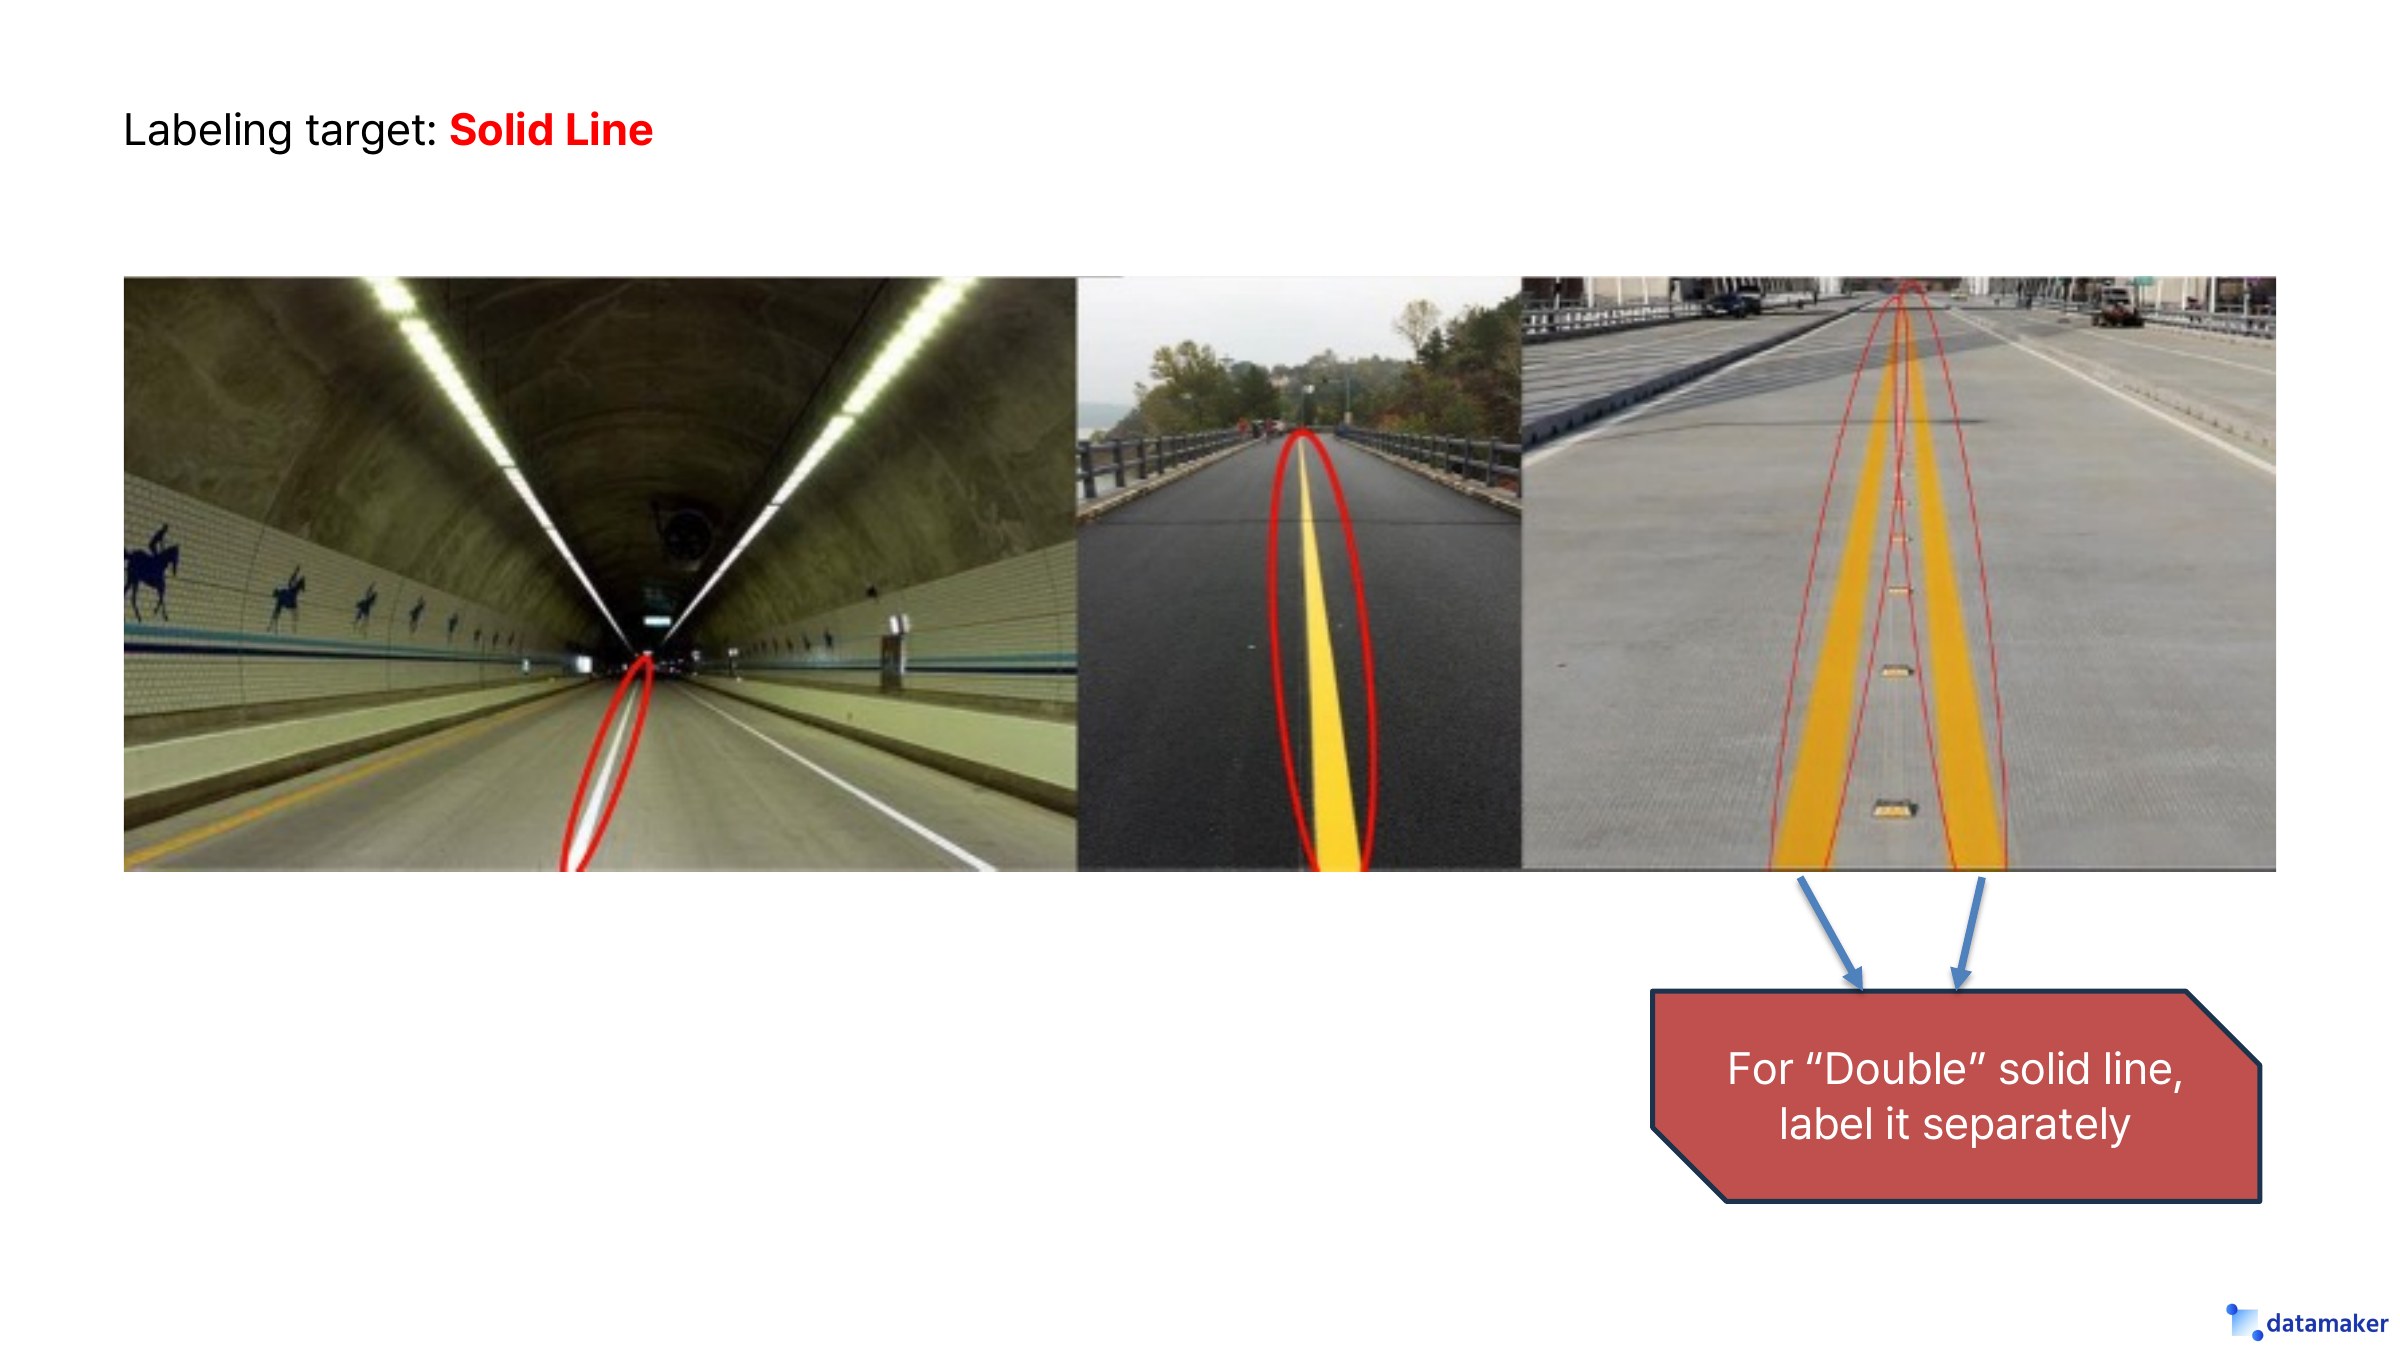 Labeling target: Solid Line
For “Double” solid line,
label it separately
datamaker